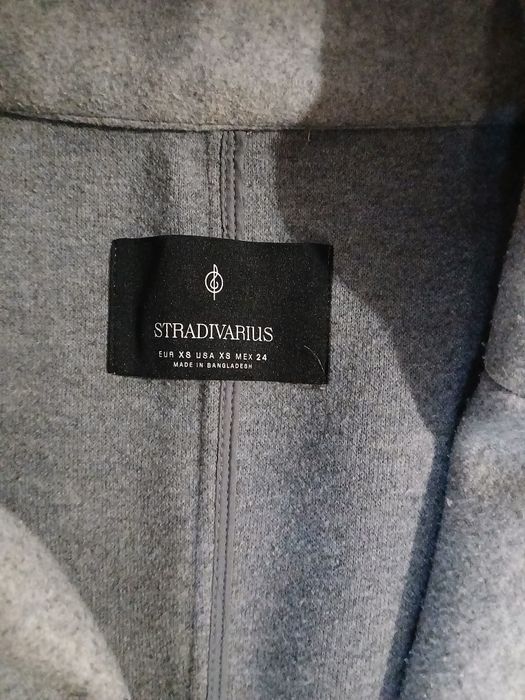 STRADIVARIUS
EUR XS USA XS MEX 24
MADE IN BANGLADESH